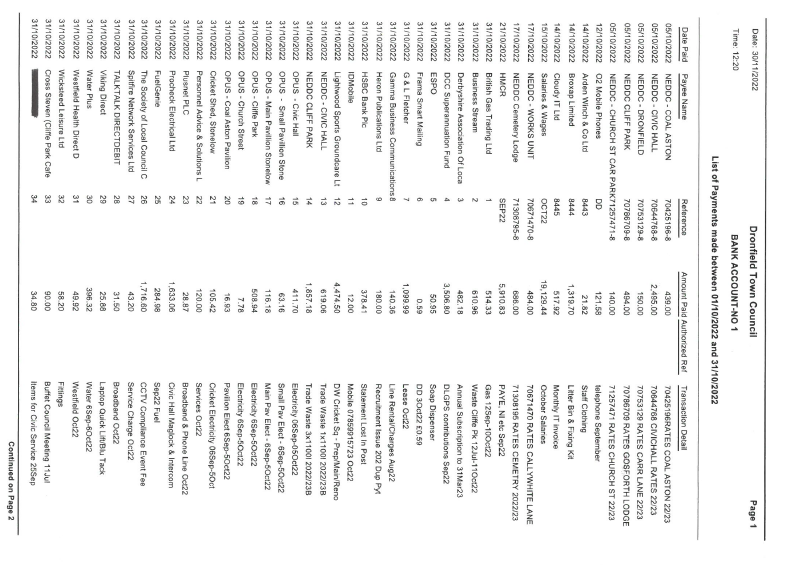 Date: 30/11/2022 Dronfield Town Council Page 1
Time: 12:20 BANK ACCOUNT-NO 1
List of Payments made between 01/10/2022 and 31/10/2022
Date Paid Payee Name Reference Amount Paid Authorized Ref Transaction Detail
05/10/2022 NEDDC - COAL ASTON 70425196-8 439.00 70425196RATES COAL ASTON 22/23
05/10/2022 NEDDC - CIVIC HALL 70644768-8 2,495.00 70644768 CIVICHALL RATES 22/23
05/10/2022 NEDDC - DRONFIELD 70753129-8 150.00 70753129 RATES CARR LANE 22/23
05/10/2022 NEDDC CLIFF PARK 70786709-8 494.00 70786709 RATES GOSFORTH LODGE
05/10/2022 NEDDC - CHURCH ST CAR PARK71257471-8 140.00 71257471 RATES CHURCH ST 22/23
12/10/2022 O2 Mobile Phones DD 121.58 telephone September
14/10/2022 Arden Winch & Co Ltd 8443 21.82 Staff Clothing
14/10/2022 Broxap Limited 8444 1,319.70 Litter Bin & Fixing Kit
14/10/2022 Cloudy IT Ltd 8445 517.92 Monthly IT invoice
15/10/2022 Salaries & Wages OCT22 19,129.44 October Salaries
17/10/2022 NEDDC - WORKS UNIT 70671470-8 484.00 70671470 RATES CALLYWHITE LANE
17/10/2022 NEDDC Cemetery Lodge 71308795-8 686.00 71308195 RATES CEMETRY 2022/23
21/10/2022 HMCR SEP22 5,910.83 PAYE, NI etc Sep22
31/10/2022 British Gas Trading Ltd 1 514.33 Gas 12Sep-10Oct22
31/10/2022 Business Stream 2 610.96 Waste Cliffe Pk 12Jul-11Oct22
31/10/2022 Derbyshire Association Of Loca 3 482.18 Annual Subscription to 31Mar23
31/10/2022 DCC Superannuation Fund 4 3,506.80 DLGPS contributions Sep22
31/10/2022 ESPO 5 50.85 Soap Dispenser
31/10/2022 Frama Smart Mailing 6 0.59 DD 3Oct22 £0.59
31/10/2022 G & L Fletcher 7 1,099.99 Lease Oct22
31/10/2022 Gamma Business Communications8 140.36 Line Rental/Charges Aug22
31/10/2022 Heron Publications Ltd 9 180.00 Recruitment Issue 202 Dup Pyt
31/10/2022 HSBC Bank Plc 10 378.41 Statement Lost In Post
31/10/2022 IDMobile 11 12.00 Mobile 07859915723 Oct22
31/10/2022 NEDDC - CIVIC HALL 13 619.06 Trade Waste 1x1100l 2022/23B
31/10/2022 Lightwood Sports Groundcare Lt 12 4,474.50 D/W Cricket Sq - Prep/Main/Reno
31/10/2022 NEDDC CLIFF PARK 14 1,857.18 Trade Waste 3x1100l 2022/23B
31/10/2022 OPUS - Civic Hall 15 411.70 Electricity 06Sep-05Oct22
31/10/2022 OPUS - Small Pavillion Stone 16 63.16 Small Pav Elect - 6Sep-5Oct22
31/10/2022 OPUS - Main Pavilion Stonelow 17 116.18 Main Pav Elect - 6Sep-5Oct22
31/10/2022 OPUS - Cliffe Park 18 508.94 Electricity 6Sep-5Oct22
31/10/2022 OPUS - Church Street 19 7.78 Electricity 6Sep-5Oct22
31/10/2022 OPUS - Coal Aston Pavilion 20 16.93 Pavilion Elect 6Sep-5Oct22
31/10/2022 Cricket Shed, Stonelow 21 105.42 Cricket Electricity 06Sep-5Oct
31/10/2022 Personnel Advice & Solutions L 22 120.00 Services Oct22
31/10/2022 Plusnet PLC 23 28.87 Broadband & Phone Line Oct22
31/10/2022 Procheck Electrical Ltd 24 1,633.06 Civic Hall Maglock & Intercom
31/10/2022 FuelGenie 25 284.98 Sep22 Fuel
31/10/2022 The Society of Local Council C 26 1,716.60 CCTV Compliance Event Fee
31/10/2022 Spitfire Network Services Ltd 27 43.20 Service Charge Oct22
31/10/2022 TALKTALK DIRECTDEBIT 28 31.50 Broadband Oct22
31/10/2022 Viking Direct 29 25.88 Laptop Quick Lift/Blu Tack
31/10/2022 Water Plus 30 396.32 Water 6Sep-6Oct22
31/10/2022 Westfield Health Direct D 31 49.92 Westfield Oct22
31/10/2022 Wicksteed Leisure Ltd 32 58.20 Fittings
31/10/2022 Cross Steven (Cliffe Park Cafe 33 90.00 Buffet Council Meeting 11Jul
31/10/2022 34 34.80 Items for Civic Service 25Sep
Continued on Page 2